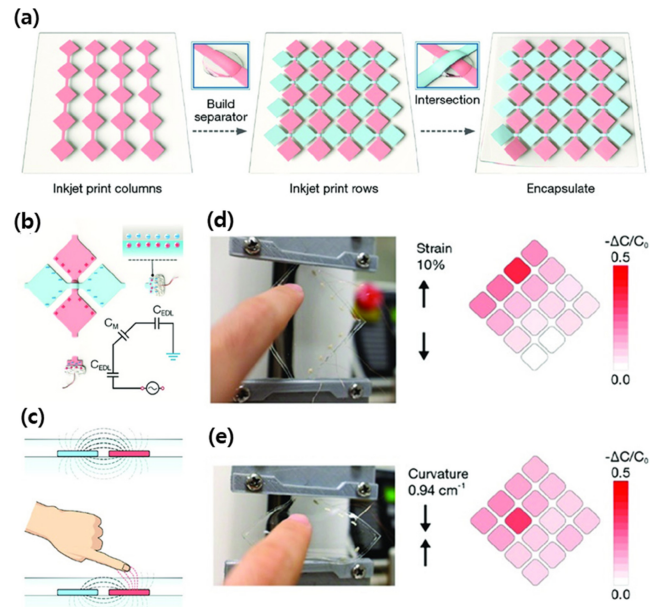 (a)
Build
separator
Intersection
Inkjet print columns
Inkjet print rows
Encapsulate
(b)
C_M
C_EDL
C_EDL
(c)
(d)
Strain
10%
-ΔC/C₀
0.5
0.0
(e)
Curvature
0.94 cm⁻¹
-ΔC/C₀
0.5
0.00